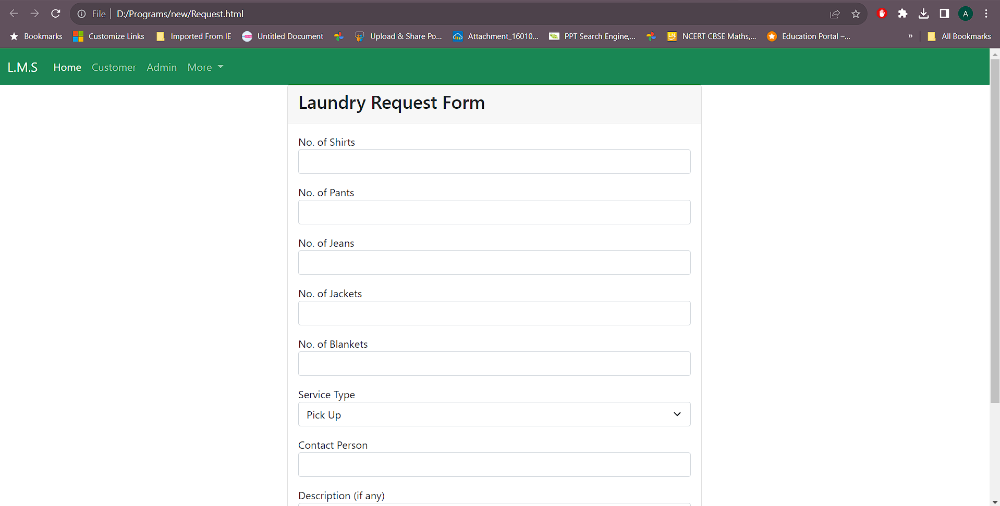 File D:/Programs/new/Request.html A
Bookmarks Customize Links Imported From IE Untitled Document Upload & Share Po... Attachment_16010... PPT Search Engine,... NCERT CBSE Maths,... Education Portal –... » All Bookmarks
L.M.S Home Customer Admin More
Laundry Request Form
No. of Shirts
No. of Pants
No. of Jeans
No. of Jackets
No. of Blankets
Service Type
Pick Up
Contact Person
Description (if any)